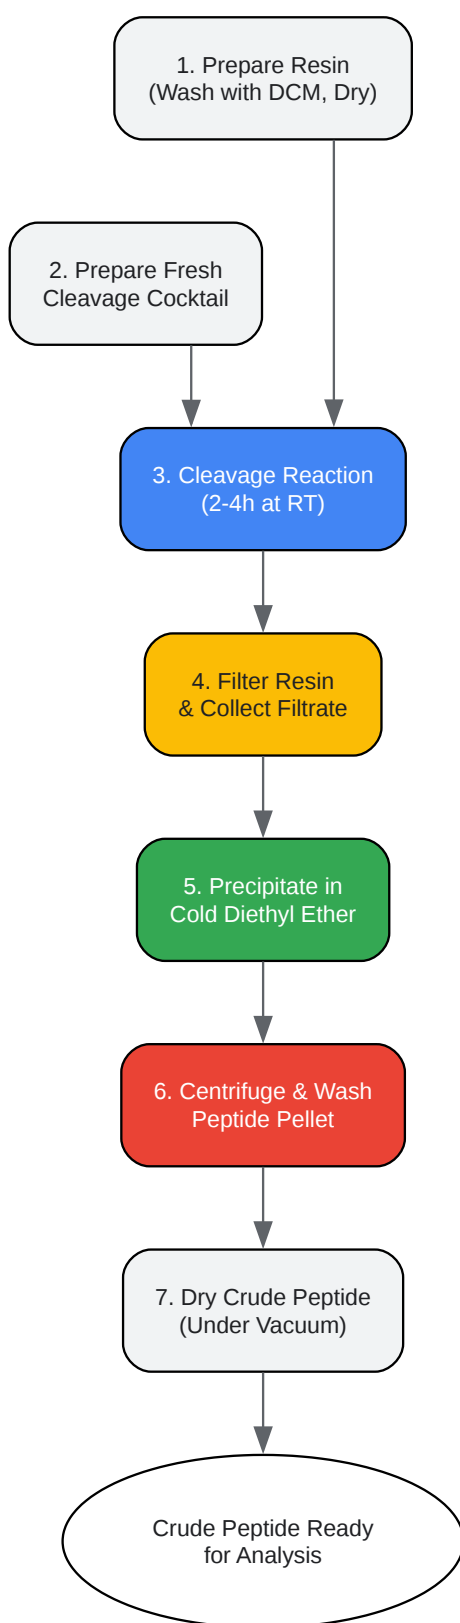 1. Prepare Resin
(Wash with DCM, Dry)
2. Prepare Fresh
Cleavage Cocktail
3. Cleavage Reaction
(2-4h at RT)
4. Filter Resin
& Collect Filtrate
5. Precipitate in
Cold Diethyl Ether
6. Centrifuge & Wash
Peptide Pellet
7. Dry Crude Peptide
(Under Vacuum)
Crude Peptide Ready
for Analysis